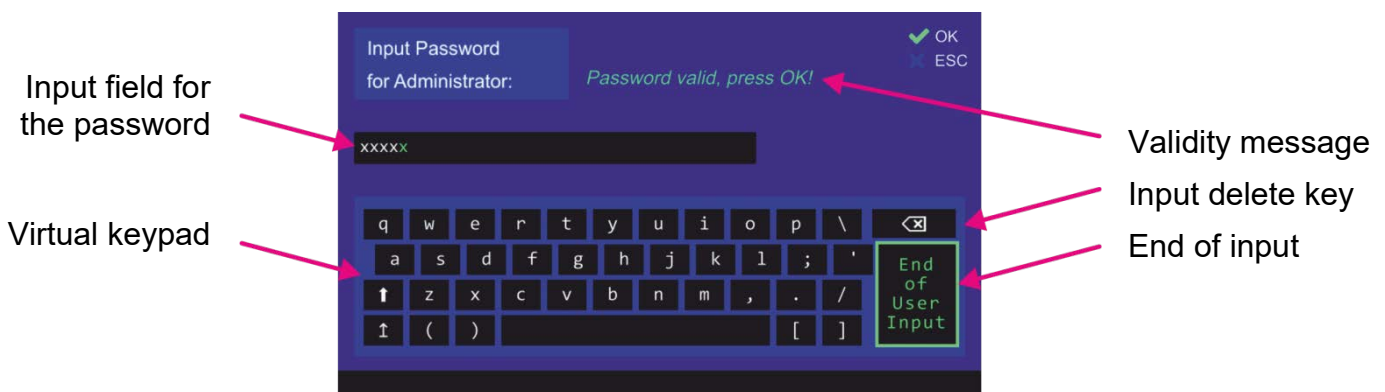 Input Password
for Administrator:
Password valid, press OK!
OK
ESC
Input field for
the password
xxxxx​x
Validity message
Input delete key
End of input
Virtual keypad
q w e r t y u i o p \
a s d f g h j k l ; '
z x c v b n m , . /
( ) [ ]
End
of
User
Input